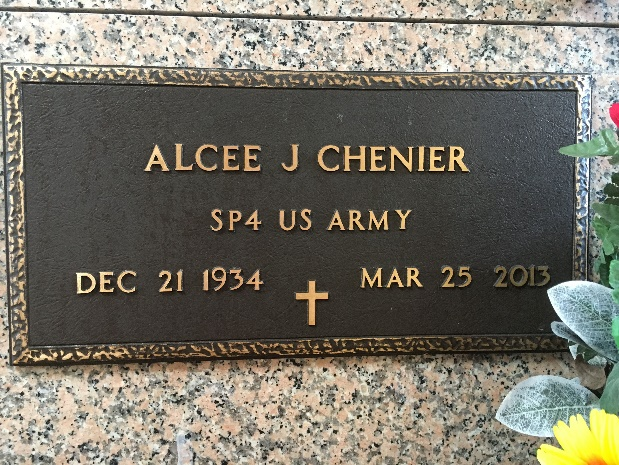 ALCEE J CHENIER
SP4 US ARMY
DEC 21 1934 MAR 25 2013